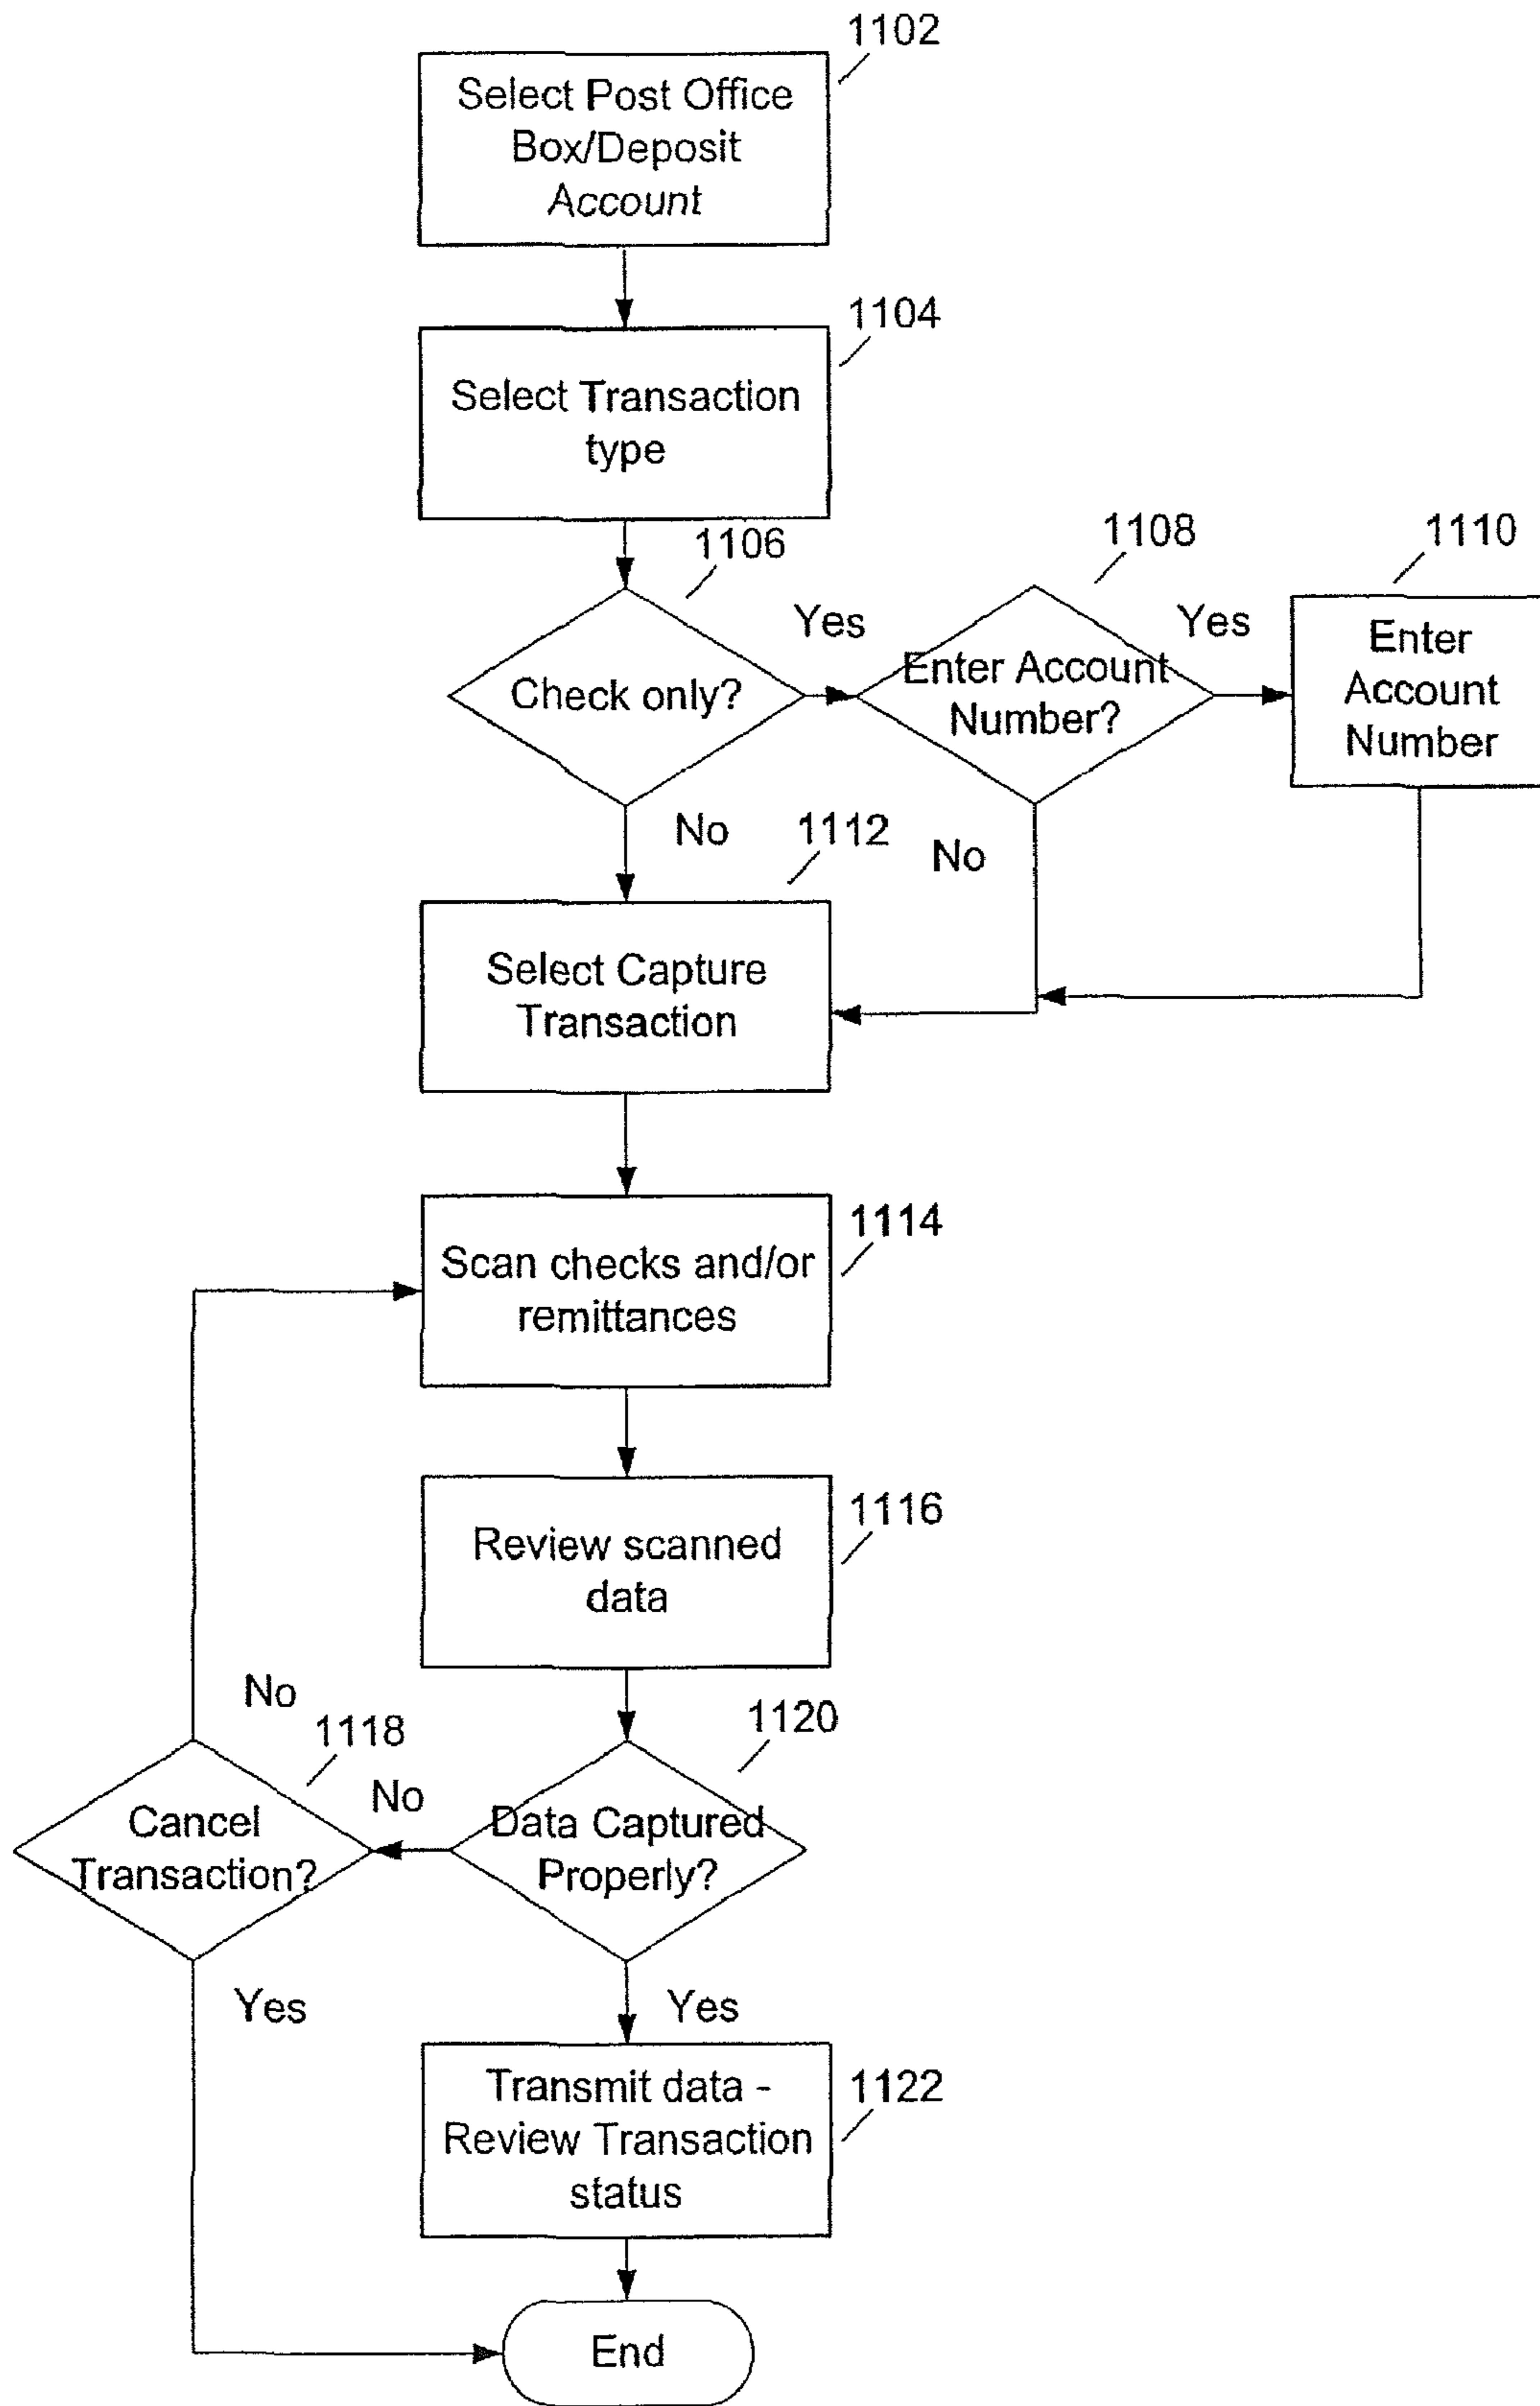 1102
Select Post Office
Box/Deposit
Account
1104
Select Transaction
type
1106
1108
1110
Check only?
Yes
Enter Account
Number?
Yes
Enter
Account
Number
No
1112
No
Select Capture
Transaction
1114
Scan checks and/or
remittances
1116
Review scanned
data
No
1118
1120
Cancel
Transaction?
No
Data Captured
Properly?
Yes
Yes
1122
Transmit data -
Review Transaction
status
End